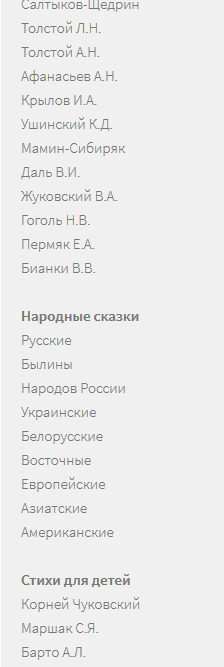 Салтыков-Щедрин
Толстой Л.Н.
Толстой А.Н.
Афанасьев А.Н.
Крылов И.А.
Ушинский К.Д.
Мамин-Сибиряк
Даль В.И.
Жуковский В.А.
Гоголь Н.В.
Пермяк Е.А.
Бианки В.В.
Народные сказки
Русские
Былины
Народов России
Украинские
Белорусские
Восточные
Европейские
Азиатские
Американские
Стихи для детей
Корней Чуковский
Маршак С.Я.
Барто А.Л.